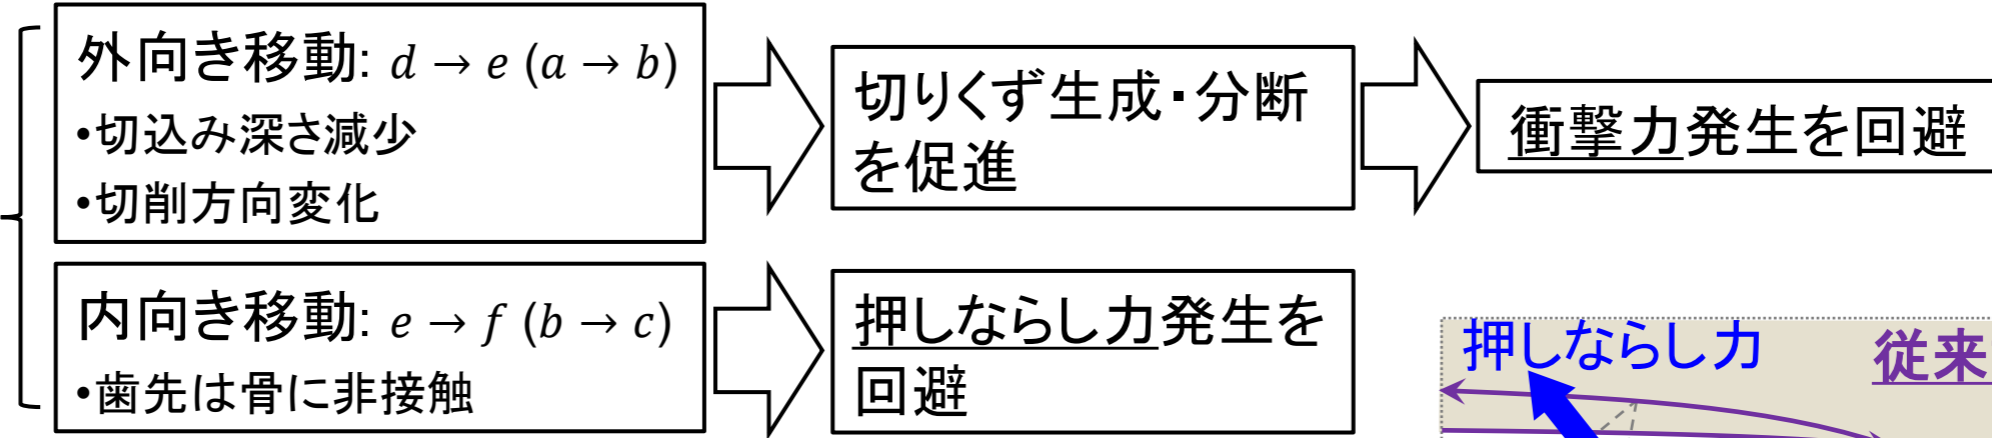 外向き移動: d → e (a → b)
•切込み深さ減少
•切削方向変化
切りくず生成・分断
を促進
衝撃力発生を回避
内向き移動: e → f (b → c)
•歯先は骨に非接触
押しならし力発生を
回避
押しならし力
従来